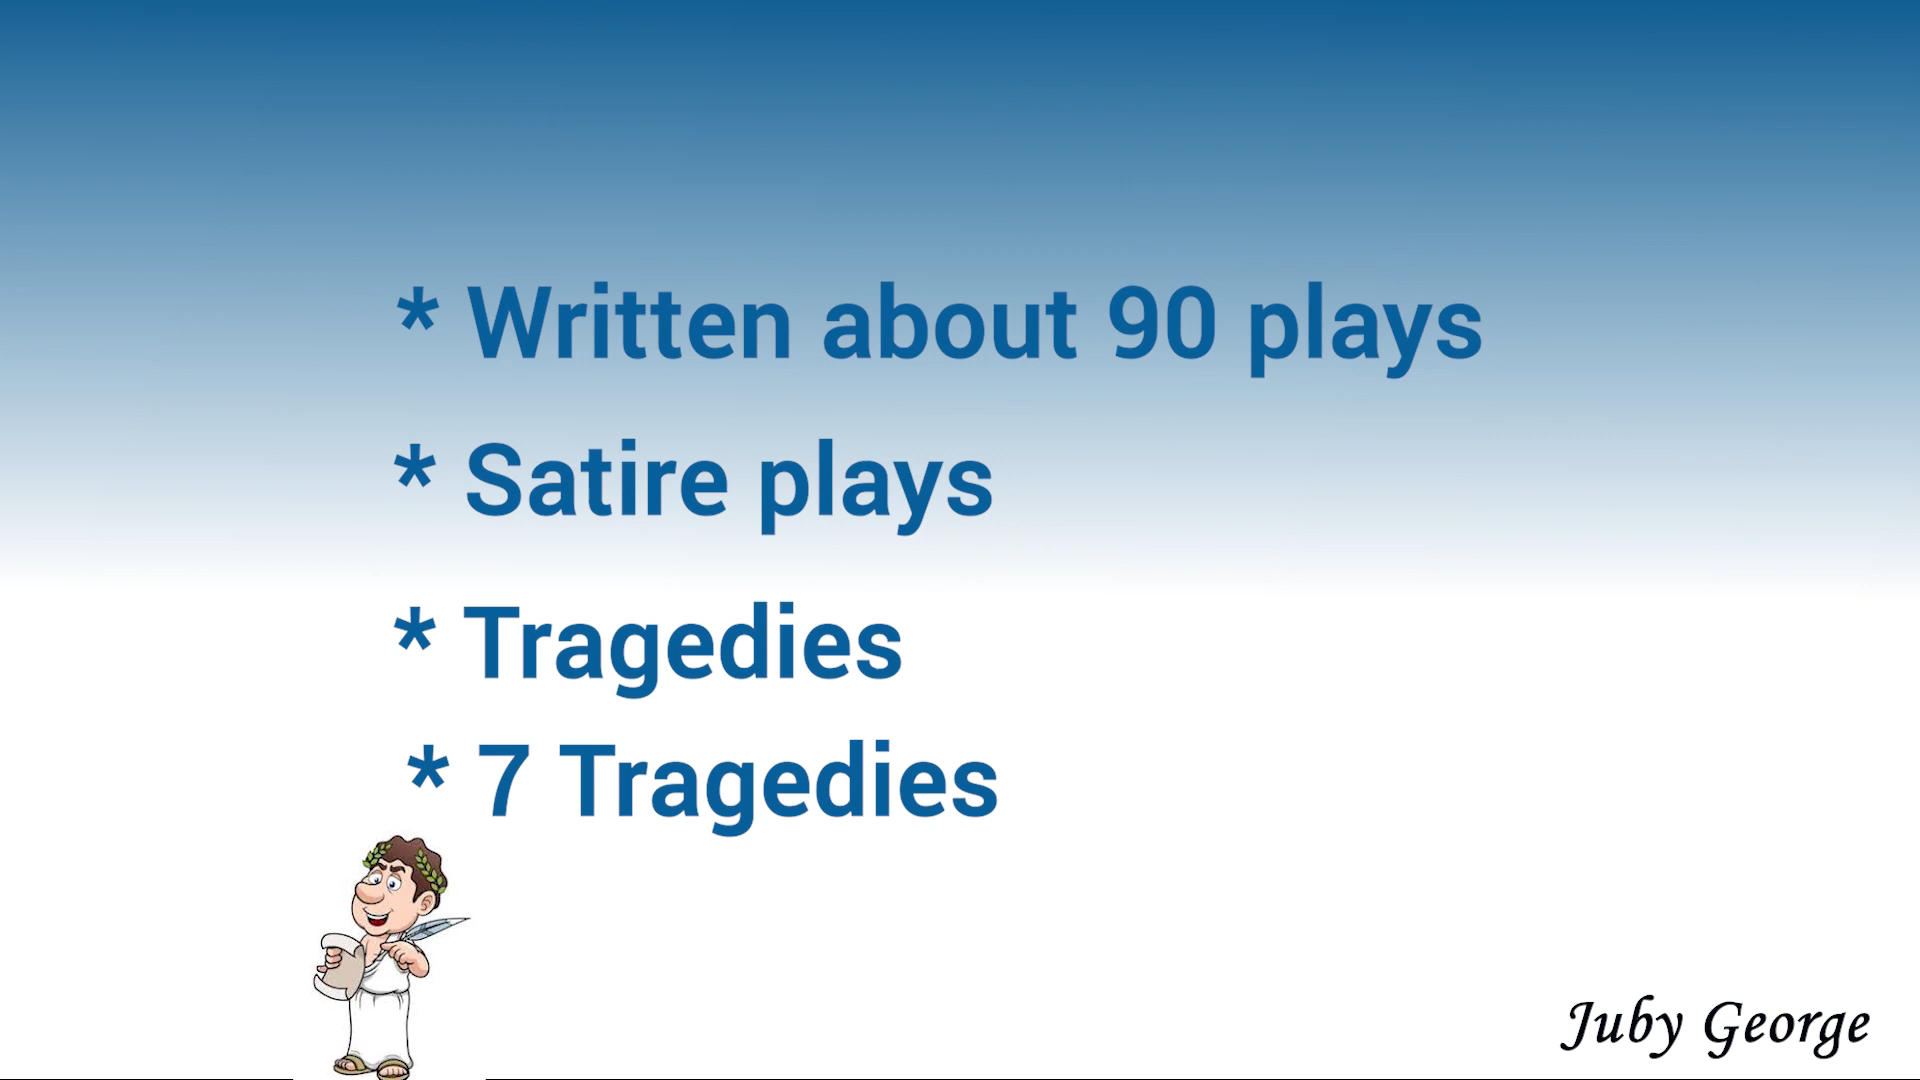 * Written about 90 plays
* Satire plays
* Tragedies
* 7 Tragedies
Juby George